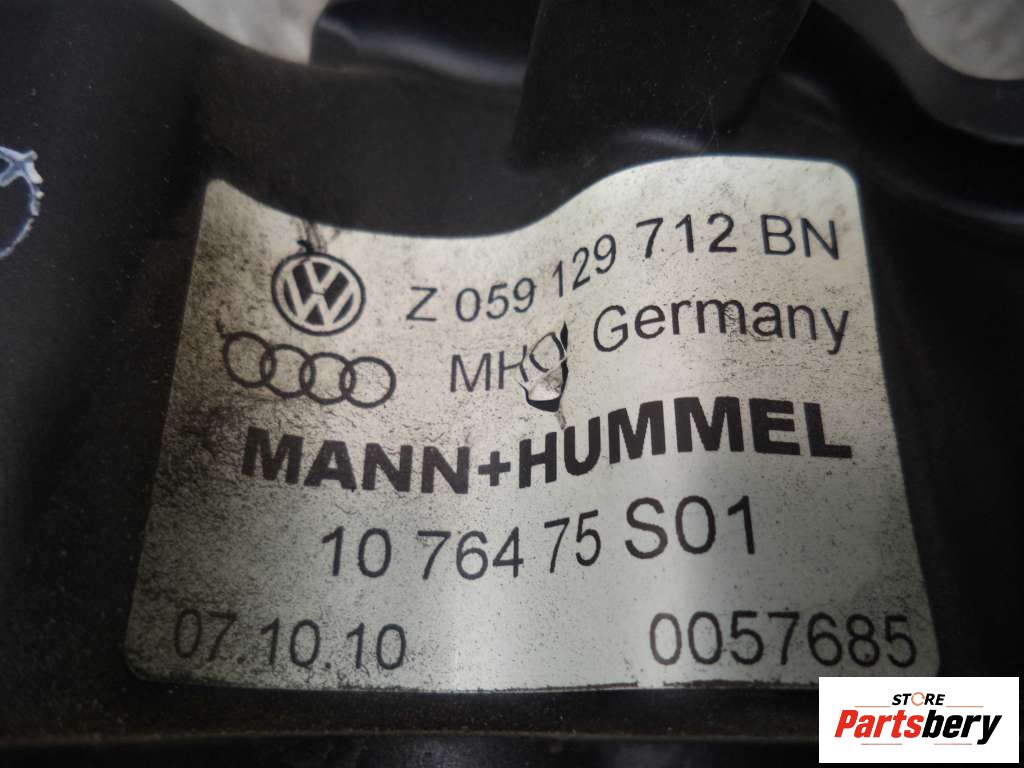 Z 059 129 712 BN
Germany
MANN+HUMMEL
10 764 75 S01
07.10.10 0057685
STORE
Partsbery